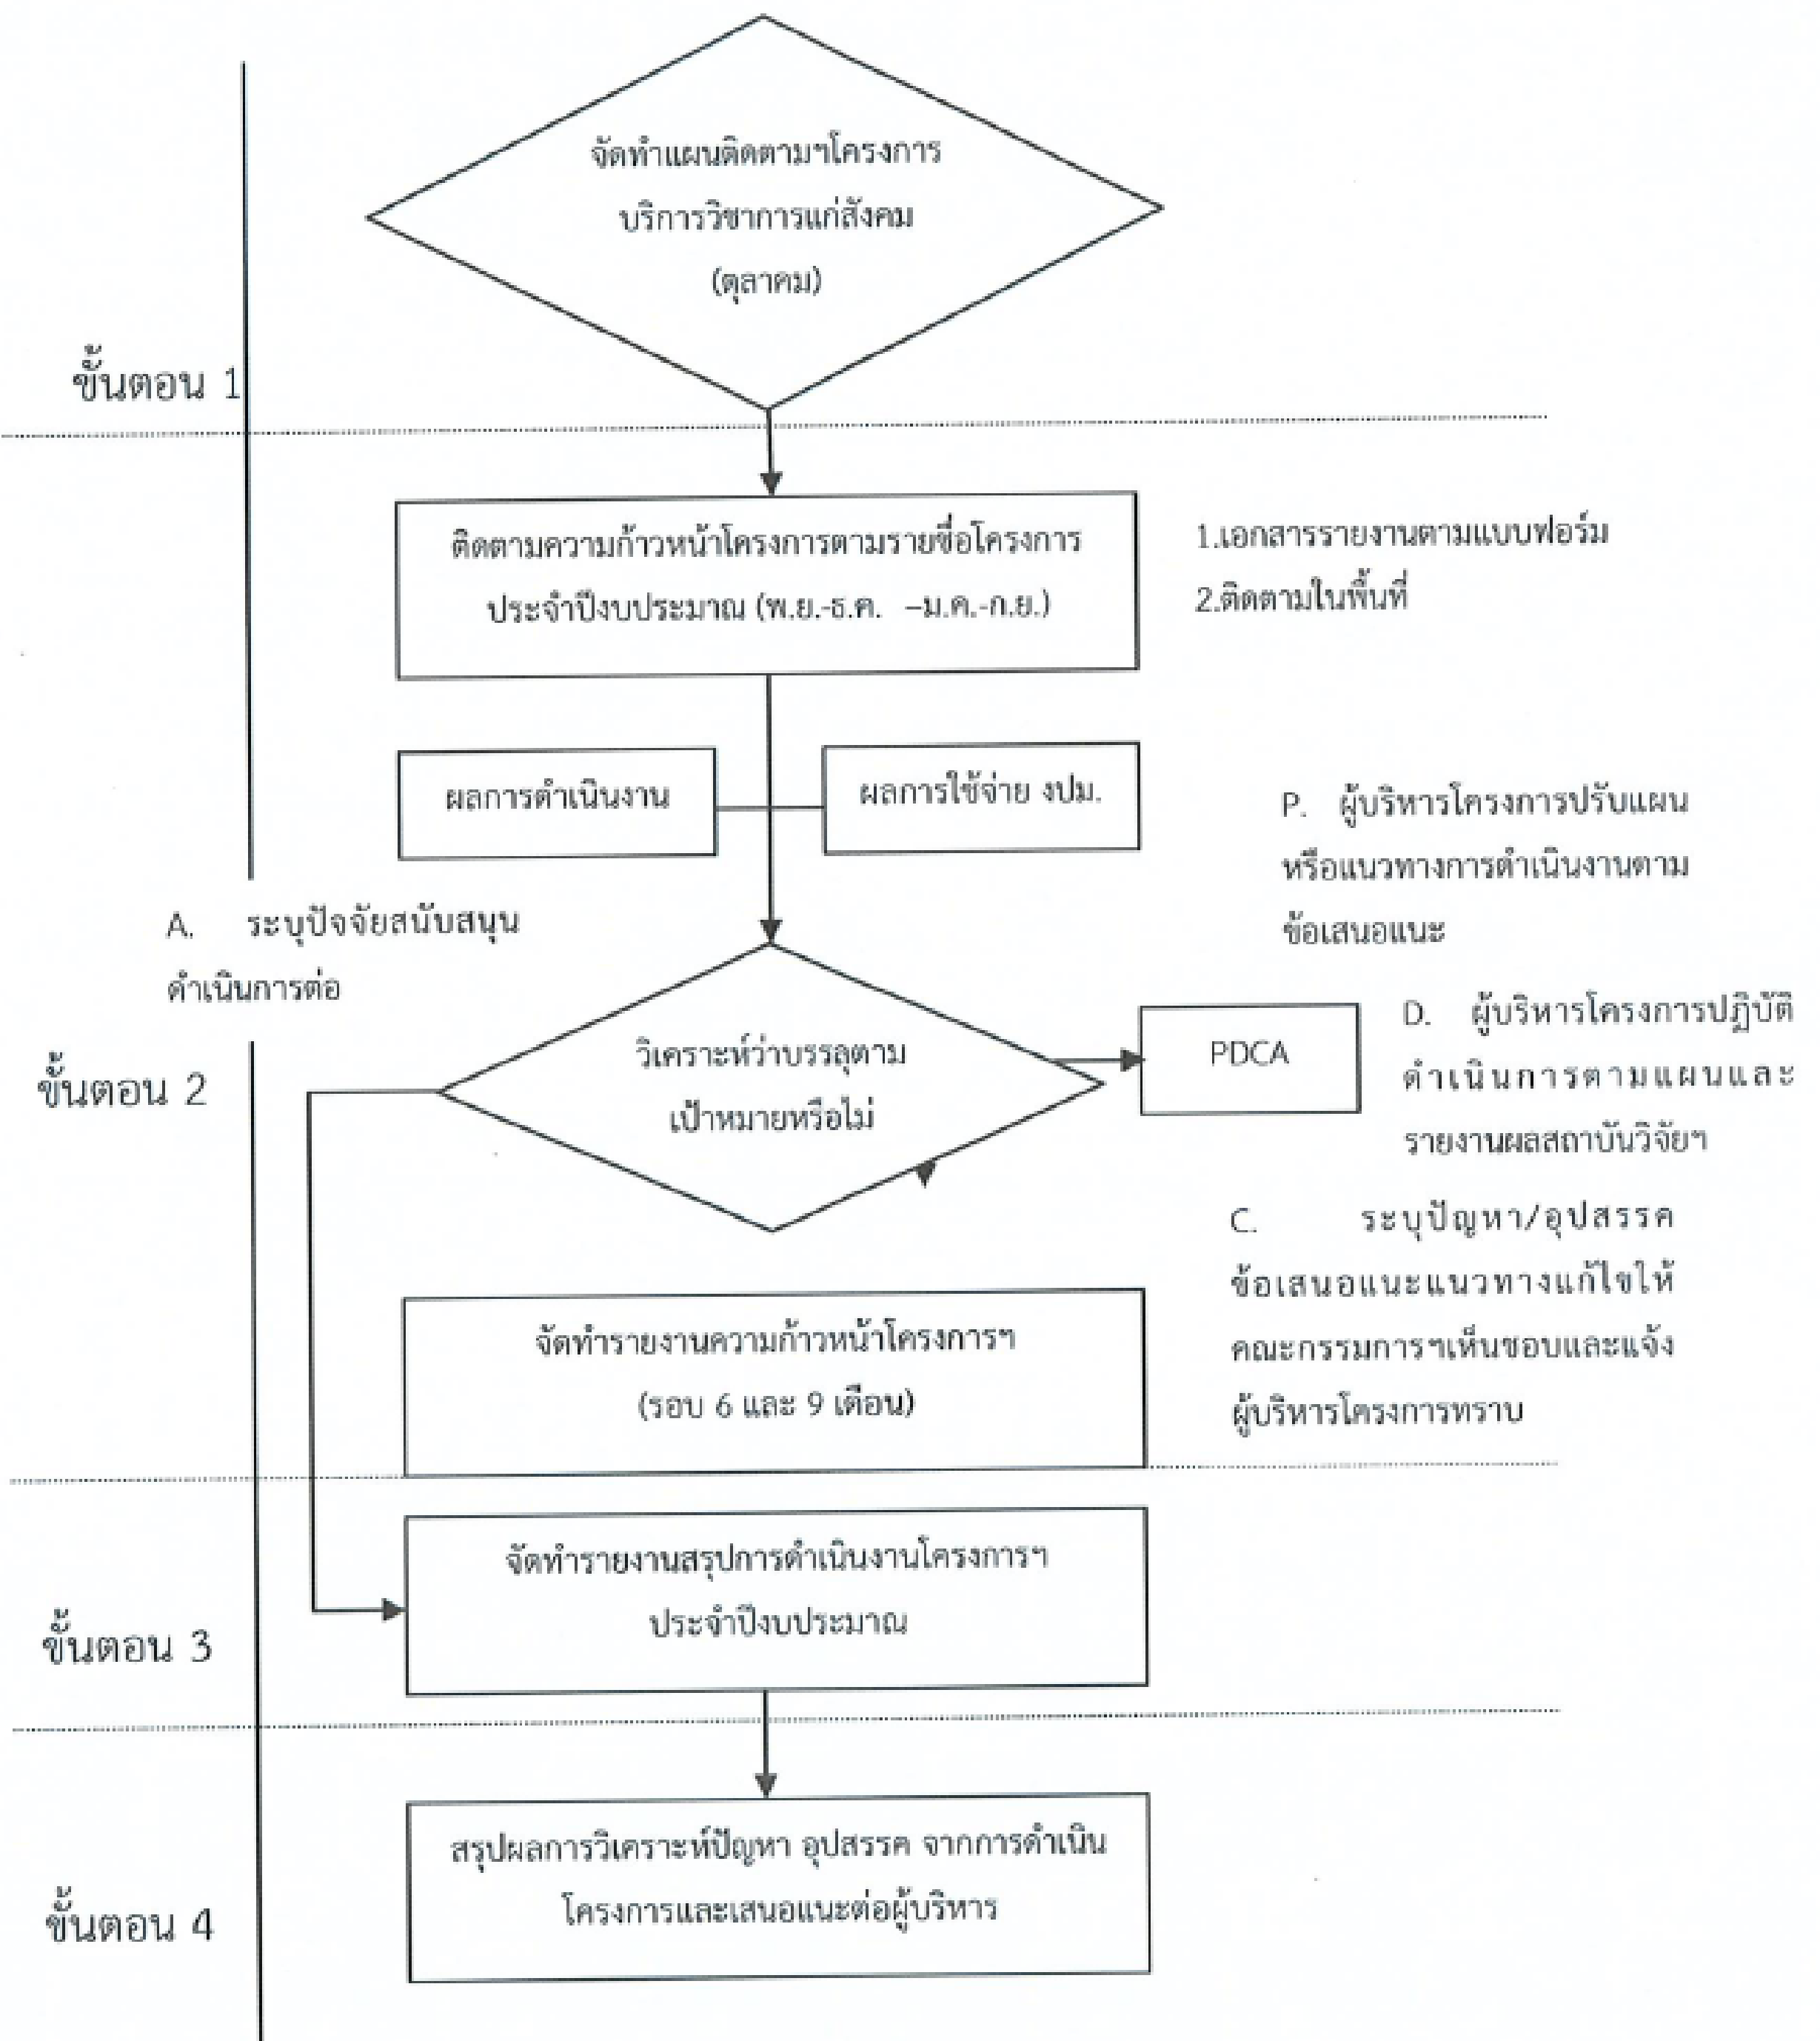 จัดทำแผนติดตามฯโครงการ
บริการวิชาการแก่สังคม
(ตุลาคม)
ขั้นตอน 1
ติดตามความก้าวหน้าโครงการตามรายชื่อโครงการ
ประจำปีงบประมาณ (พ.ย.-ธ.ค. –ม.ค.-ก.ย.)
1.เอกสารรายงานตามแบบฟอร์ม
2.ติดตามในพื้นที่
ผลการดำเนินงาน
ผลการใช้จ่าย งปม.
P. ผู้บริหารโครงการปรับแผน
หรือแนวทางการดำเนินงานตาม
ข้อเสนอแนะ
A. ระบุปัจจัยสนับสนุน
ดำเนินการต่อ
ขั้นตอน 2
วิเคราะห์ว่าบรรลุตาม
เป้าหมายหรือไม่
PDCA
D. ผู้บริหารโครงการปฏิบัติ
ดำเนินการตามแผนและ
รายงานผลสถาบันวิจัยฯ
C. ระบุปัญหา/อุปสรรค
ข้อเสนอแนะแนวทางแก้ไขให้
คณะกรรมการฯเห็นชอบและแจ้ง
ผู้บริหารโครงการทราบ
จัดทำรายงานความก้าวหน้าโครงการฯ
(รอบ 6 และ 9 เดือน)
จัดทำรายงานสรุปการดำเนินงานโครงการฯ
ประจำปีงบประมาณ
ขั้นตอน 3
สรุปผลการวิเคราะห์ปัญหา อุปสรรค จากการดำเนิน
โครงการและเสนอแนะต่อผู้บริหาร
ขั้นตอน 4